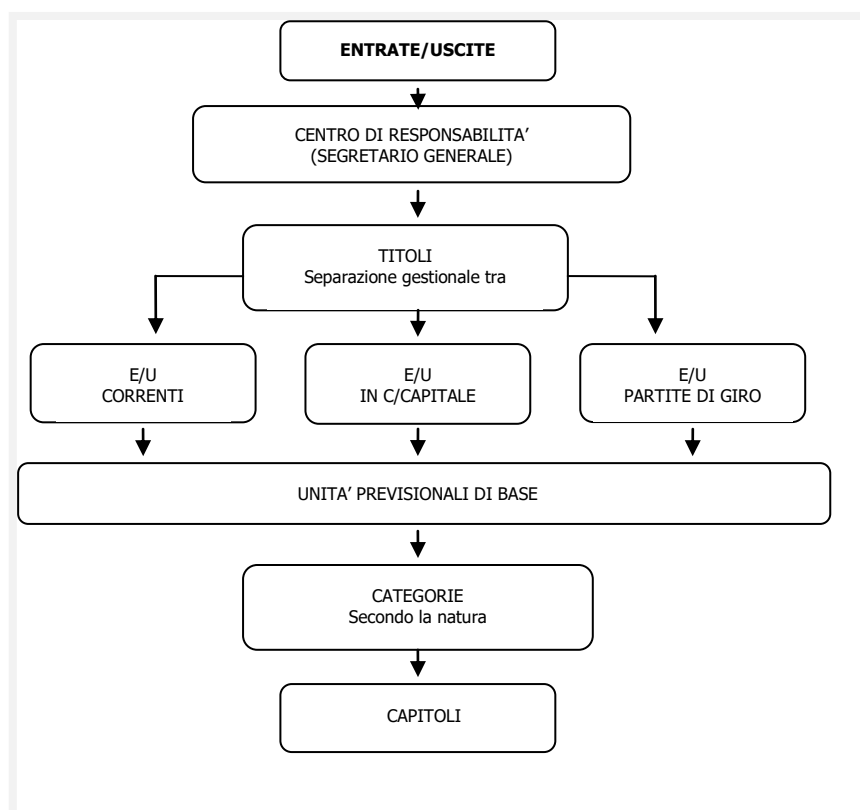 ENTRATE/USCITE
CENTRO DI RESPONSABILITA’
(SEGRETARIO GENERALE)
TITOLI
Separazione gestionale tra
E/U
CORRENTI
E/U
IN C/CAPITALE
E/U
PARTITE DI GIRO
UNITA’ PREVISIONALI DI BASE
CATEGORIE
Secondo la natura
CAPITOLI